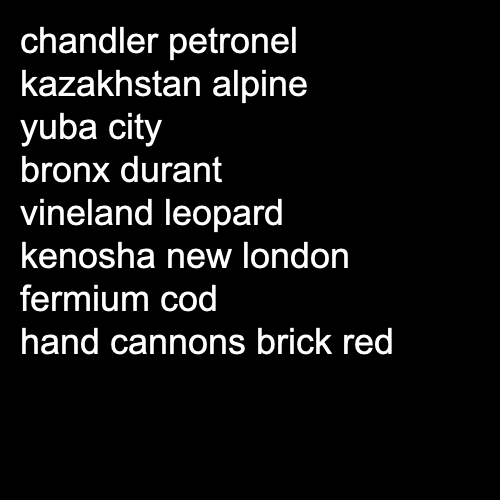 chandler petronel
kazakhstan alpine
yuba city
bronx durant
vineland leopard
kenosha new london
fermium cod
hand cannons brick red